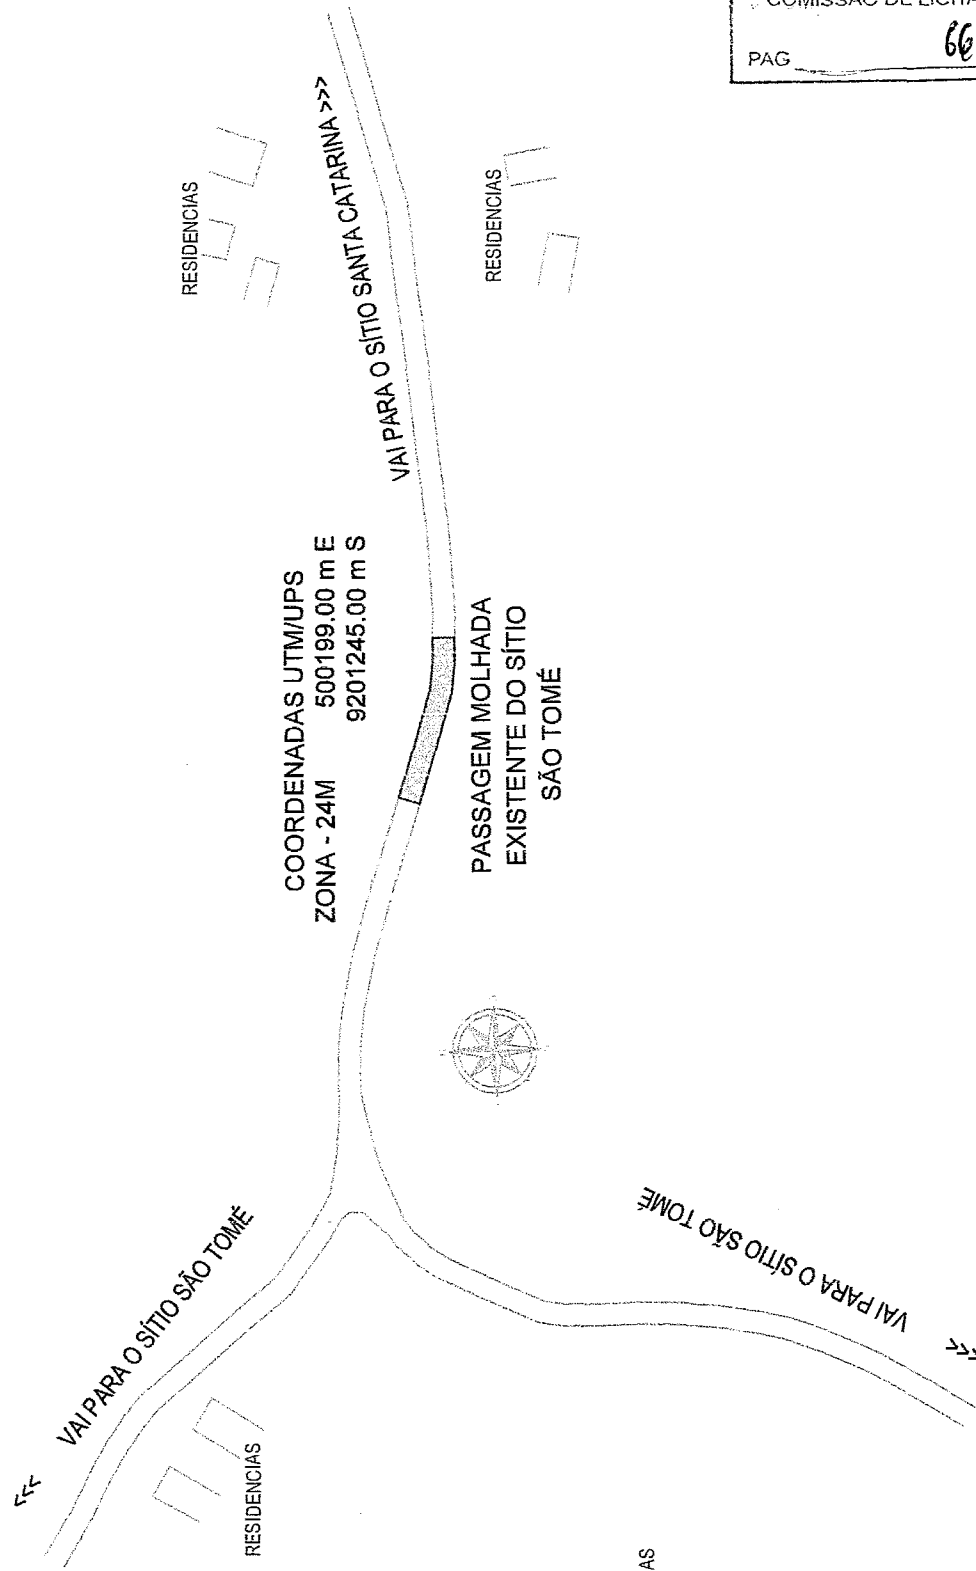 COMISSÃO DE LICITA
PAG 66
RESIDENCIAS
VAI PARA O SÍTIO SANTA CATARINA >>>
RESIDENCIAS
COORDENADAS UTM/UPS
ZONA - 24M 500199.00 m E
9201245.00 m S
PASSAGEM MOLHADA
EXISTENTE DO SÍTIO
SÃO TOMÉ
<<< VAI PARA O SÍTIO SÃO TOMÉ
RESIDENCIAS
VAI PARA O SÍTIO SÃO TOMÉ
<<<
AS